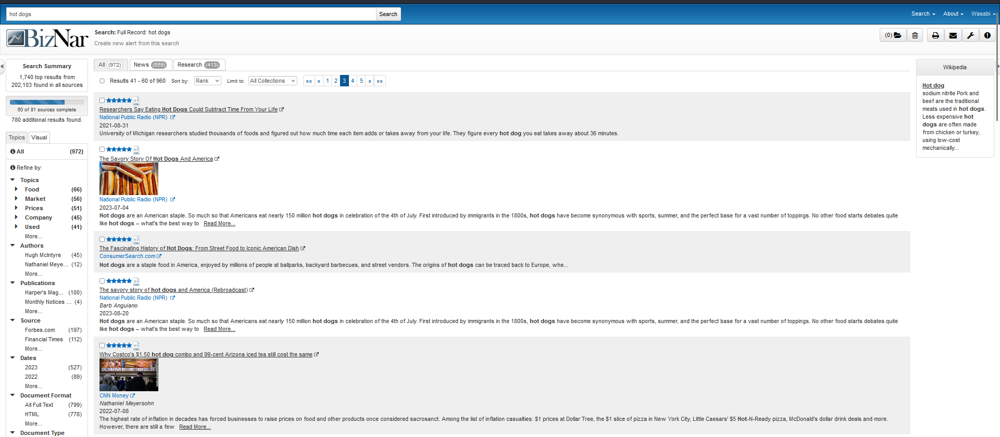 hot dogs
Search
Search
About
Wasabi
BizNar
Search: Full Record: hot dogs
Create new alert from this search
(0)
«
Search Summary
1,740 top results from
202,103 found in all sources
60 of 81 sources complete
780 additional results found.
Topics
Visual
All (972)
Refine by:
Topics
Food (66)
Market (56)
Prices (51)
Company (45)
Used (41)
More...
Authors
Hugh McIntyre (45)
Nathaniel Meye... (12)
More...
Publications
Harper's Mag... (100)
Monthly Notices ... (4)
More...
Source
Forbes.com (197)
Financial Times (112)
More...
Dates
2023 (527)
2022 (89)
More...
Document Format
All Full Text (799)
HTML (778)
More...
Document Type
All (972)
News (559)
Research (413)
Results 41 - 60 of 960
Sort by: Rank
Limit to: All Collections
«« « 1 2 3 4 5 » »»
Researchers Say Eating Hot Dogs Could Subtract Time From Your Life
National Public Radio (NPR)
2021-08-31
University of Michigan researchers studied thousands of foods and figured out how much time each item adds or takes away from your life. They figure every hot dog you eat takes away about 36 minutes.
The Savory Story Of Hot Dogs And America
National Public Radio (NPR)
2023-07-04
Hot dogs are an American staple. So much so that Americans eat nearly 150 million hot dogs in celebration of the 4th of July. First introduced by immigrants in the 1800s, hot dogs have become synonymous with sports, summer, and the perfect base for a vast number of toppings. No other food starts debates quite
like hot dogs – what's the best way to Read More...
The Fascinating History of Hot Dogs: From Street Food to Iconic American Dish
ConsumerSearch.com
Hot dogs are a staple food in America, enjoyed by millions of people at ballparks, backyard barbecues, and street vendors. The origins of hot dogs can be traced back to Europe, whe...
The savory story of hot dogs and America (Rebroadcast)
National Public Radio (NPR)
Barb Anguiano
2023-08-20
Hot dogs are an American staple. So much so that Americans eat nearly 150 million hot dogs in celebration of the 4th of July. First introduced by immigrants in the 1800s, hot dogs have become synonymous with sports, summer, and the perfect base for a vast number of toppings. No other food starts debates quite
like hot dogs – what's the best way to Read More...
Why Costco's $1.50 hot dog combo and 99-cent Arizona iced tea still cost the same
CNN Money
Nathaniel Meyersohn
2022-07-08
The highest rate of inflation in decades has forced businesses to raise prices on food and other products once considered sacrosanct. Among the list of inflation casualties: $1 prices at Dollar Tree, the $1 slice of pizza in New York City, Little Caesars' $5 Hot-N-Ready pizza, McDonald's dollar drink deals and more.
However, there are still a few Read More...
Wikipedia
Hot dog
sodium nitrite Pork and
beef are the traditional
meats used in hot dogs.
Less expensive hot
dogs are often made
from chicken or turkey,
using low-cost
mechanically...